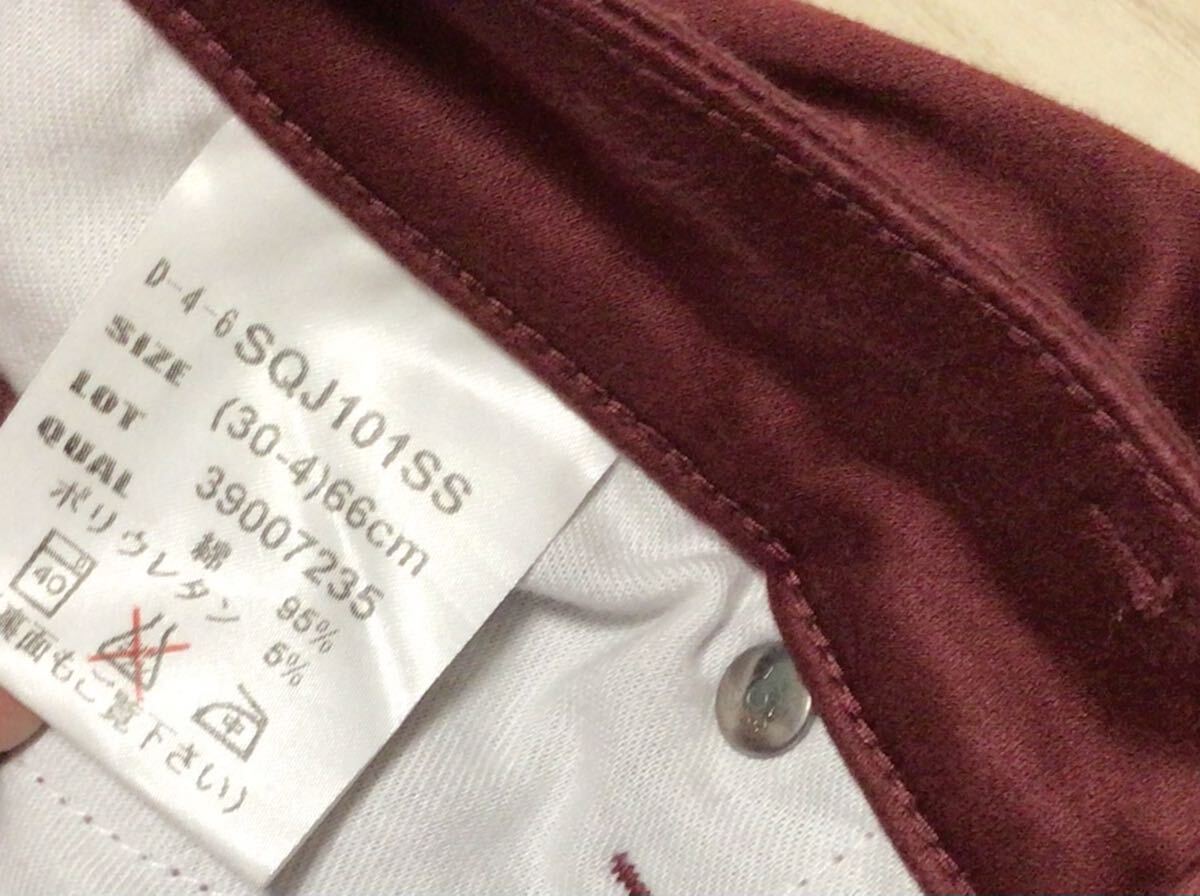 D-4-6 SQJ101SS
SIZE (30-4)66cm
LOT 39007235
QUAL 綿 95%
ポリウレタン 5%
40
中
裏面もご覧下さい)